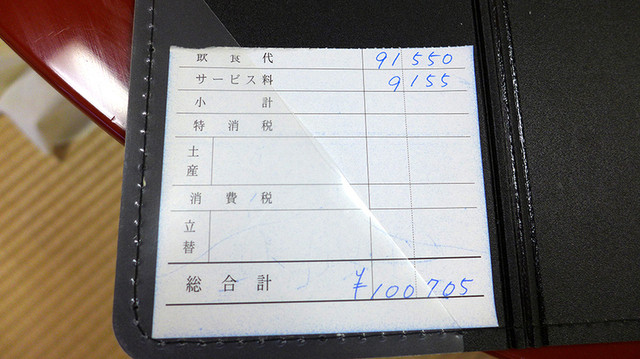 飲食代 91550
サービス料 9155
小計
特消税
土産
消費税
立替
総合計 ¥100705